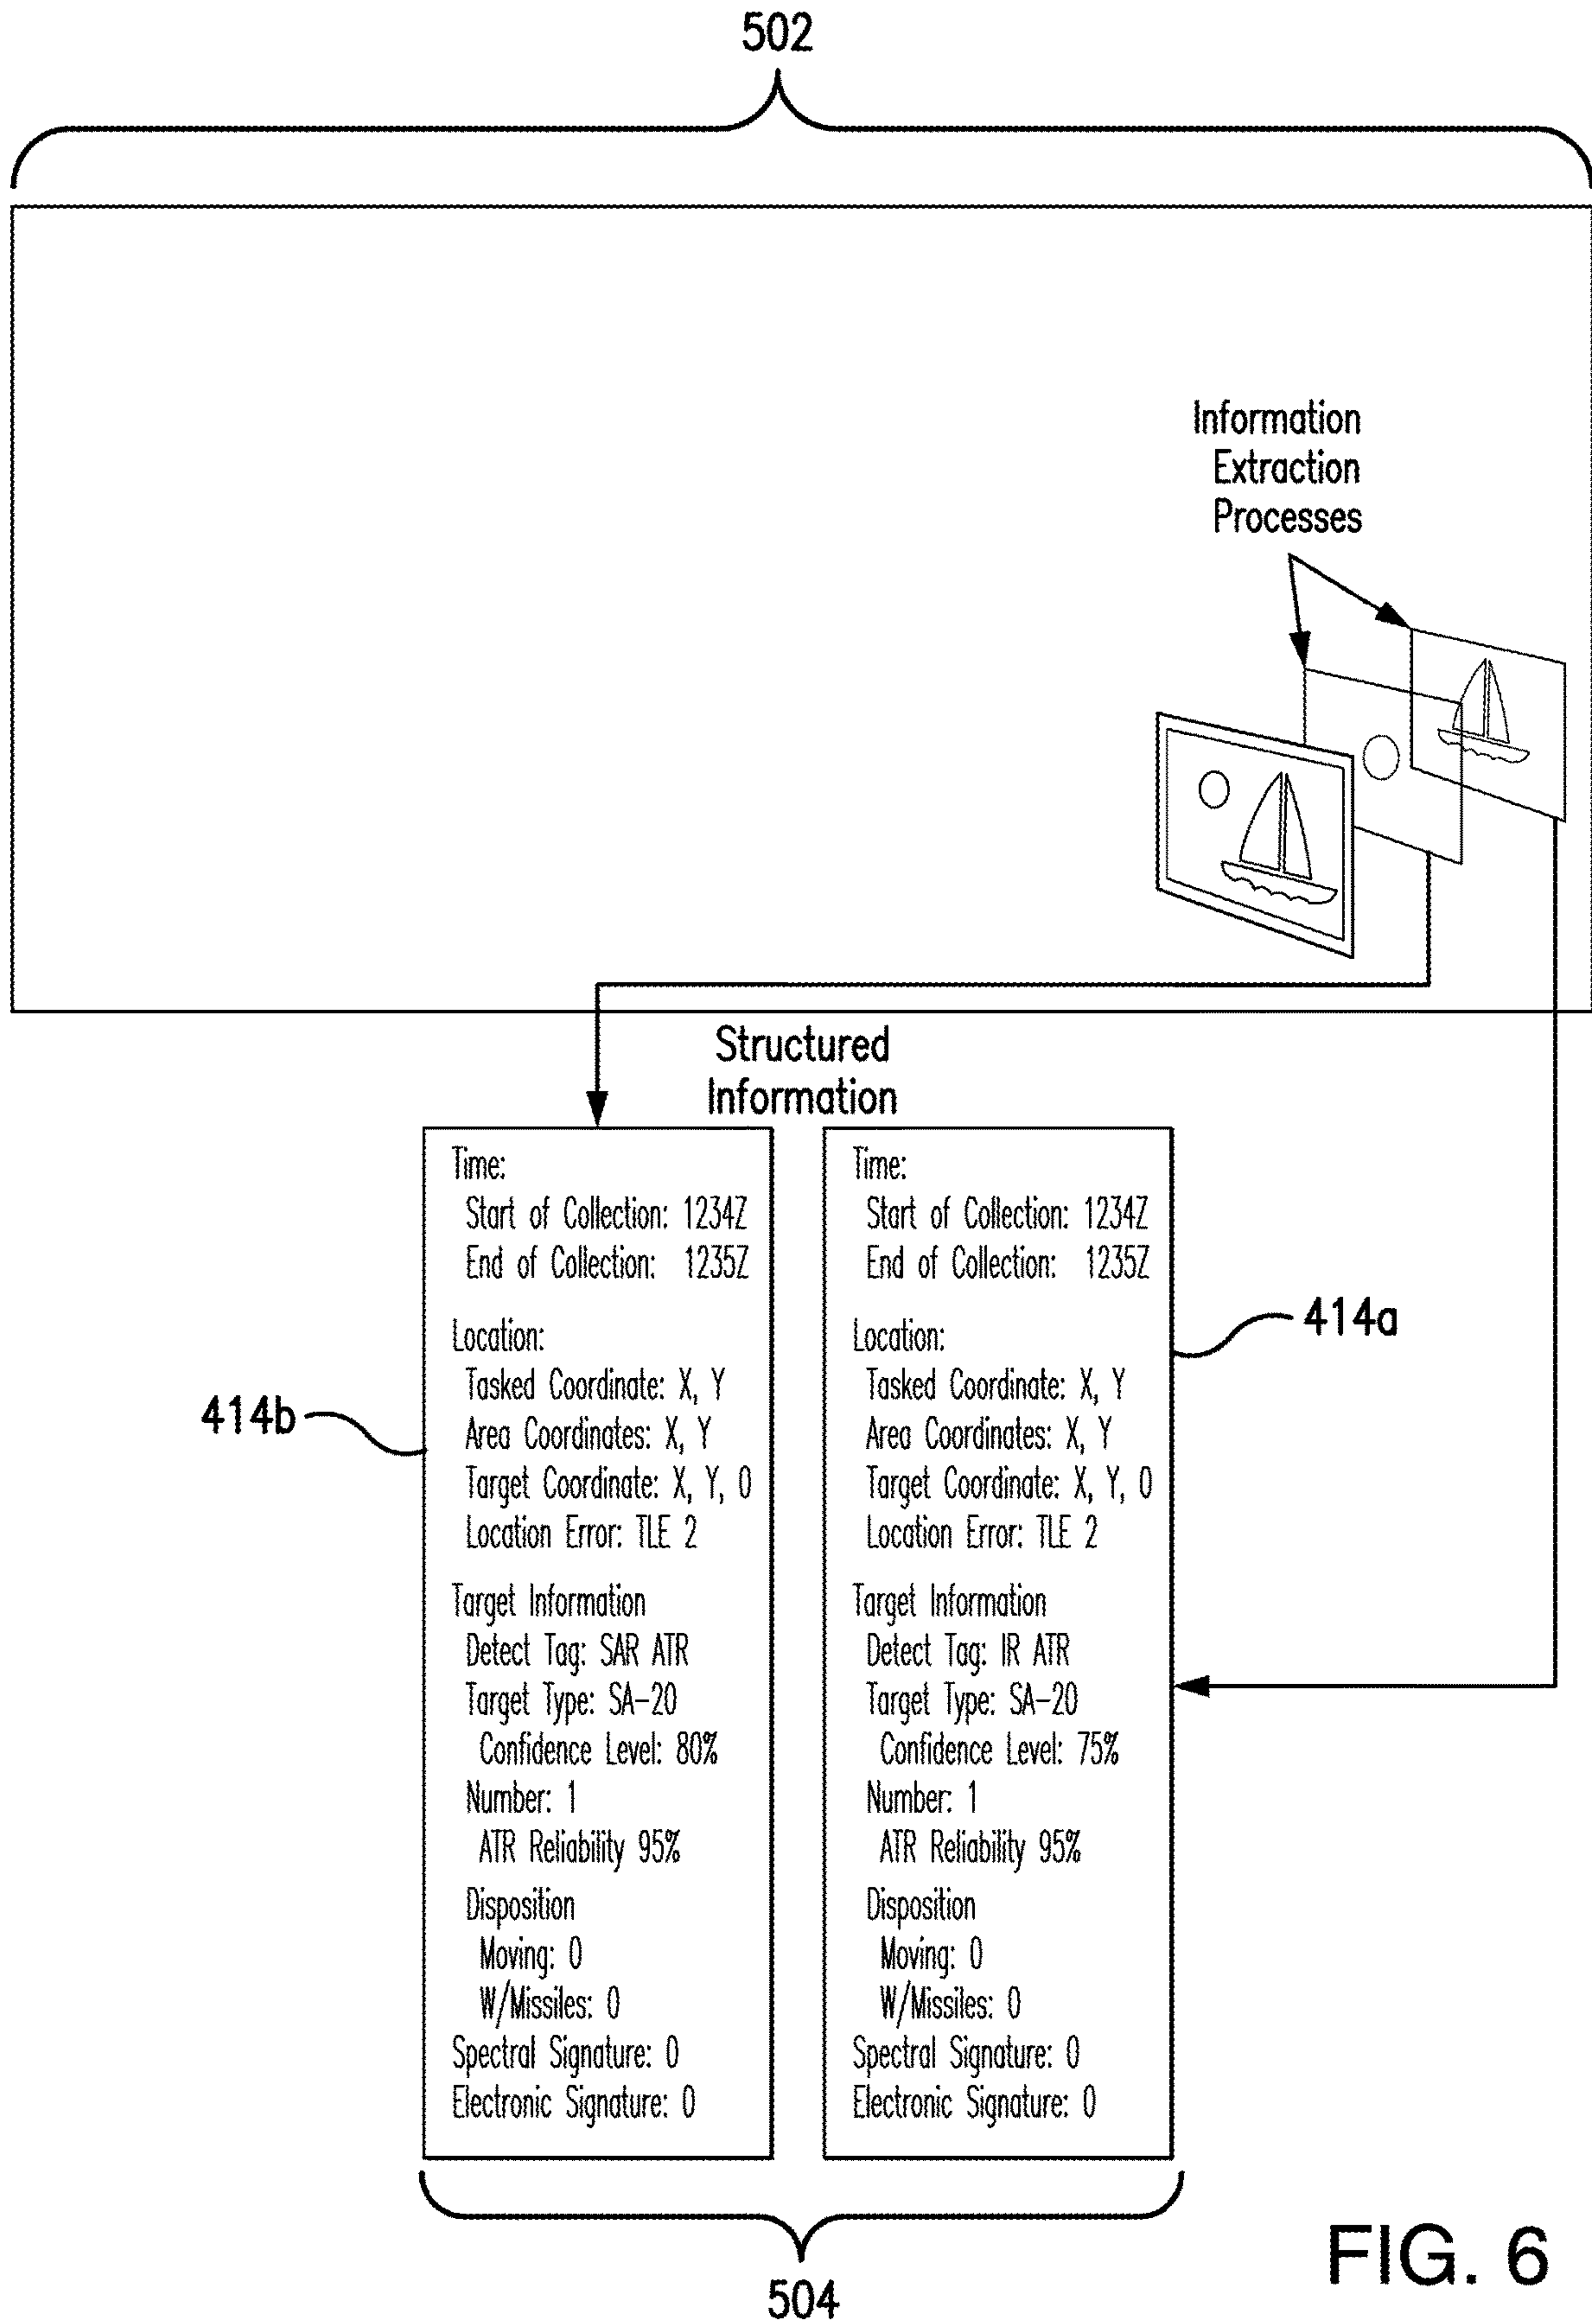 502
Information
Extraction
Processes
Structured
Information
Time:
Start of Collection: 1234Z
End of Collection: 1235Z
Location:
Tasked Coordinate: X, Y
Area Coordinates: X, Y
Target Coordinate: X, Y, 0
Location Error: TLE 2
Target Information
Detect Tag: SAR ATR
Target Type: SA-20
Confidence Level: 80%
Number: 1
ATR Reliability 95%
Disposition
Moving: 0
W/Missiles: 0
Spectral Signature: 0
Electronic Signature: 0
414b
Time:
Start of Collection: 1234Z
End of Collection: 1235Z
Location:
Tasked Coordinate: X, Y
Area Coordinates: X, Y
Target Coordinate: X, Y, 0
Location Error: TLE 2
Target Information
Detect Tag: IR ATR
Target Type: SA-20
Confidence Level: 75%
Number: 1
ATR Reliability 95%
Disposition
Moving: 0
W/Missiles: 0
Spectral Signature: 0
Electronic Signature: 0
414a
504
FIG. 6